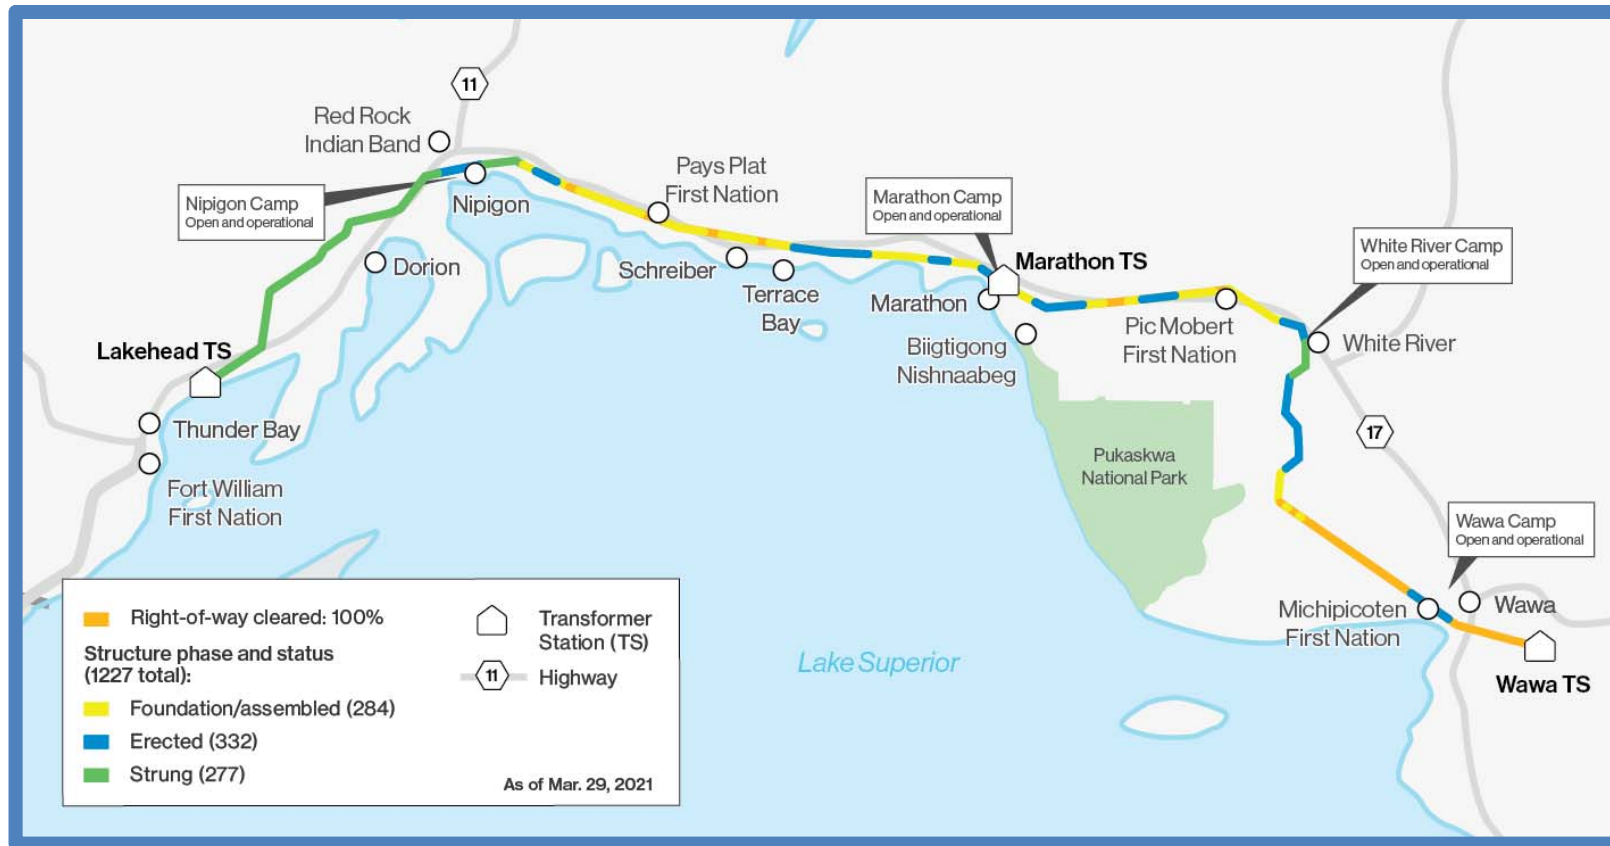 11
Red Rock
Indian Band
Pays Plat
First Nation
Nipigon Camp
Open and operational
Nipigon
Marathon Camp
Open and operational
White River Camp
Open and operational
Dorion
Schreiber
Terrace
Bay
Marathon TS
Marathon
Biigtigong
Nishnaabeg
Pic Mobert
First Nation
White River
Lakehead TS
Thunder Bay
Fort William
First Nation
17
Pukaskwa
National Park
Wawa Camp
Open and operational
Michipicoten
First Nation
Wawa
Wawa TS
Lake Superior
Right-of-way cleared: 100%
Structure phase and status
(1227 total):
Foundation/assembled (284)
Erected (332)
Strung (277)
Transformer
Station (TS)
11
Highway
As of Mar. 29, 2021